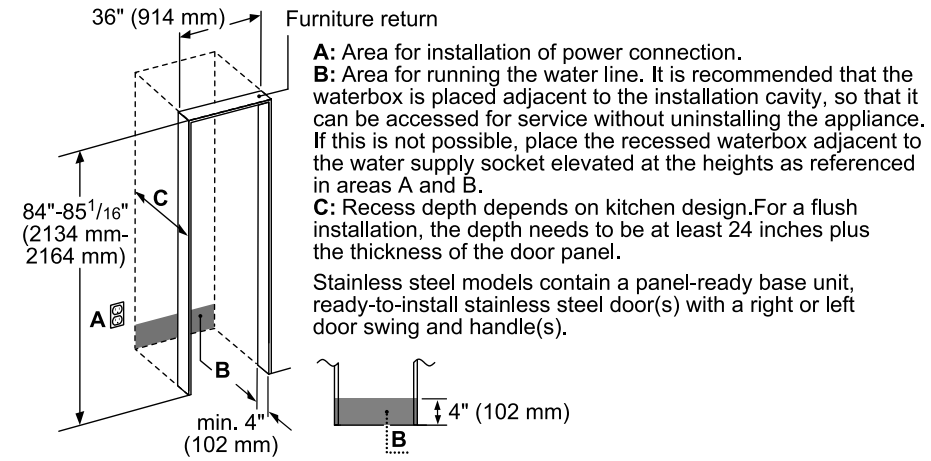 36" (914 mm)
Furniture return
A: Area for installation of power connection.
B: Area for running the water line. It is recommended that the
waterbox is placed adjacent to the installation cavity, so that it
can be accessed for service without uninstalling the appliance.
If this is not possible, place the recessed waterbox adjacent to
the water supply socket elevated at the heights as referenced
in areas A and B.
C: Recess depth depends on kitchen design.For a flush
installation, the depth needs to be at least 24 inches plus
the thickness of the door panel.
Stainless steel models contain a panel-ready base unit,
ready-to-install stainless steel door(s) with a right or left
door swing and handle(s).
C
84"-85 1/16"
(2134 mm-
2164 mm)
A
B
min. 4"
(102 mm)
4" (102 mm)
B